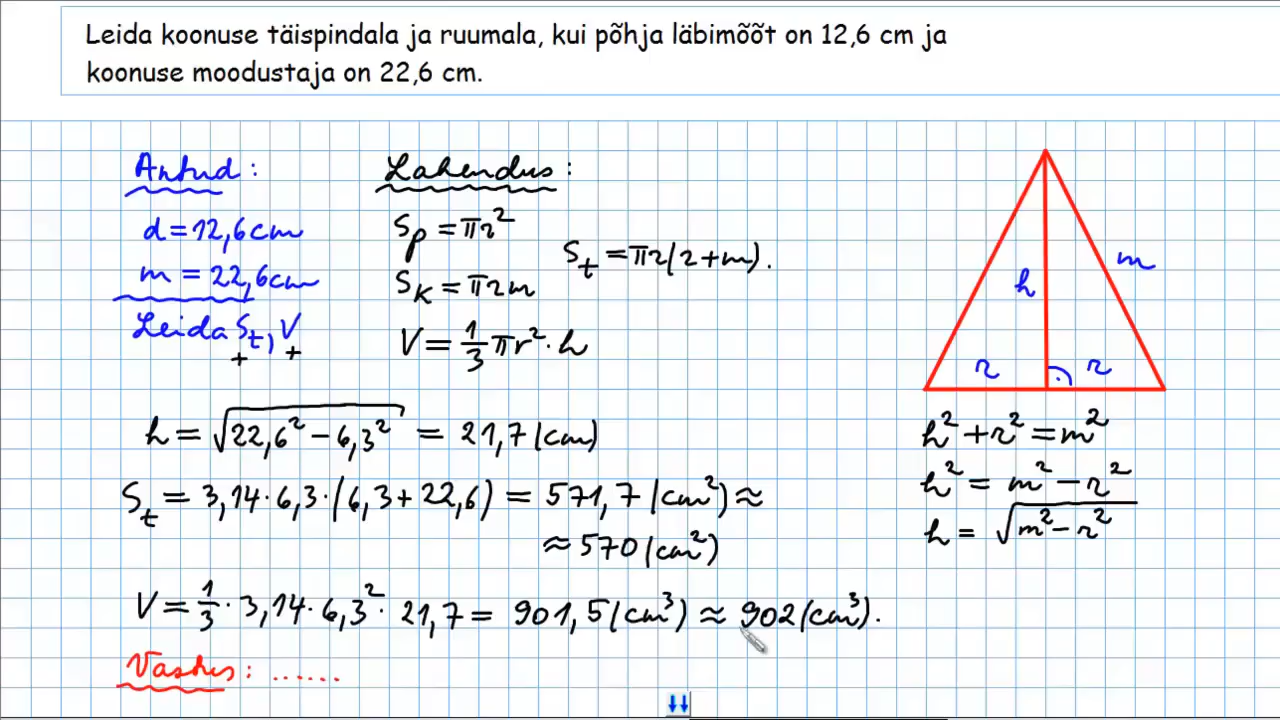 Leida koonuse täispindala ja ruumala, kui põhja läbimõõt on 12,6 cm ja
koonuse moodustaja on 22,6 cm.
Antud:
d = 12,6 cm
m = 22,6 cm
Leida St, V
+ +
Lahendus:
Sp = πr²
Sk = πrm
St = πr(r+m).
V = 1/3 πr² · h
h
m
r
r
h² + r² = m²
h² = m² − r²
h = √(m² − r²)
h = √(22,6² − 6,3²) = 21,7 (cm)
St = 3,14 · 6,3 · (6,3 + 22,6) = 571,7 (cm²) ≈
≈ 570 (cm²)
V = 1/3 · 3,14 · 6,3² · 21,7 = 901,5 (cm³) ≈ 902 (cm³).
Vastus: ......